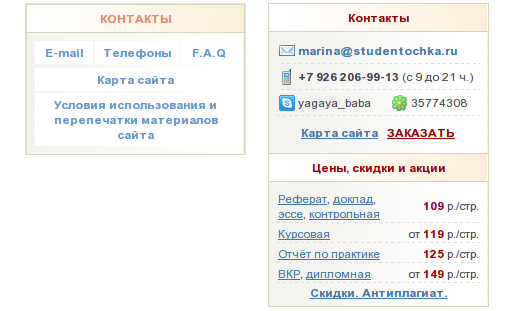 КОНТАКТЫ
E-mail Телефоны F.A.Q
Карта сайта
Условия использования и
перепечатки материалов
сайта
Контакты
marina@studentochka.ru
+7 926 206-99-13 (с 9 до 21 ч.)
yagaya_baba 35774308
Карта сайта ЗАКАЗАТЬ
Цены, скидки и акции
Реферат, доклад,
эссе, контрольная 109 р./стр.
Курсовая от 119 р./стр.
Отчёт по практике 125 р./стр.
ВКР, дипломная от 149 р./стр.
Скидки. Антиплагиат.